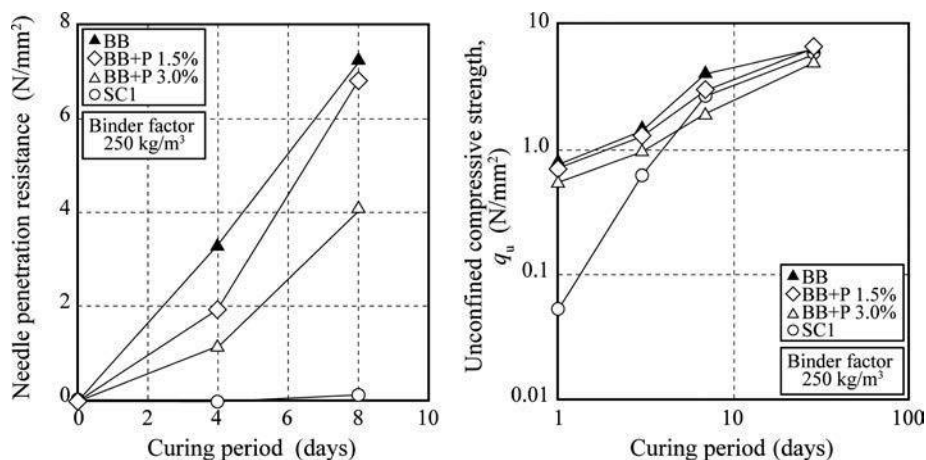 Needle penetration resistance (N/mm²)
8
6
4
2
0
BB
BB+P 1.5%
BB+P 3.0%
SC1
Binder factor
250 kg/m³
0
2
4
6
8
10
Curing period (days)
Unconfined compressive strength,
qu (N/mm²)
1.0
0.1
0.01
BB
BB+P 1.5%
BB+P 3.0%
SC1
Binder factor
250 kg/m³
1
10
100
Curing period (days)